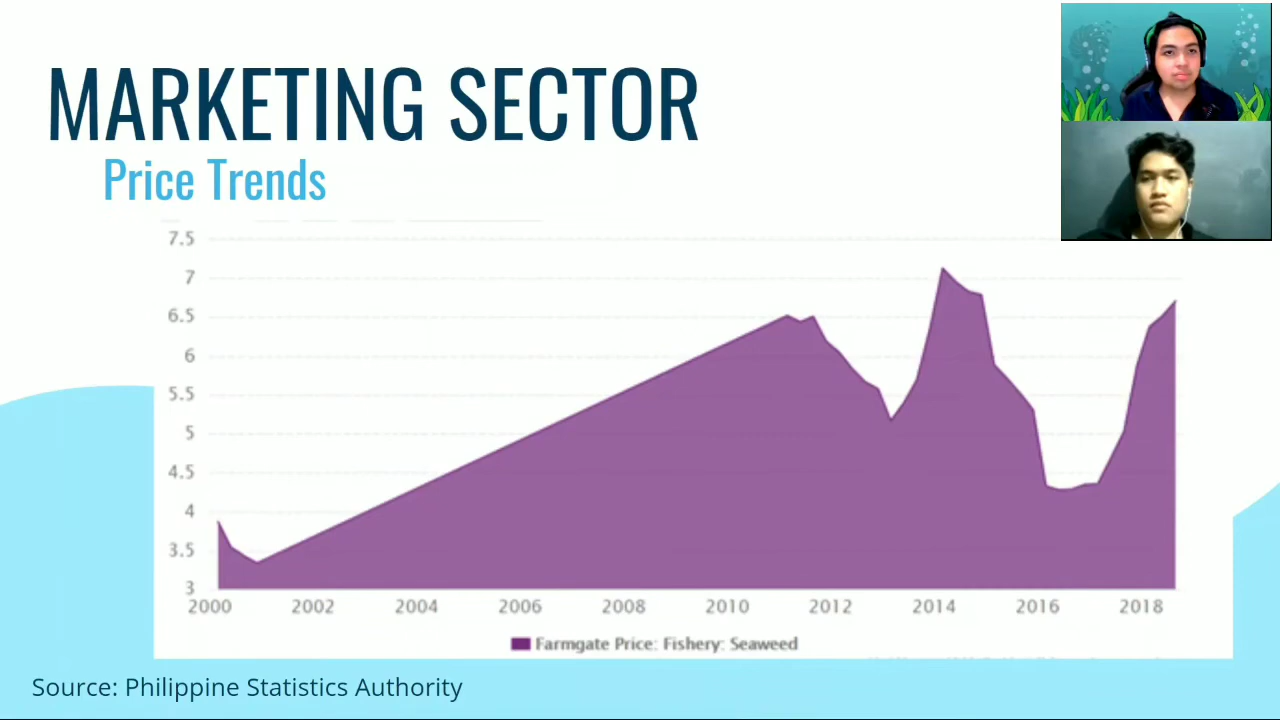 MARKETING SECTOR
Price Trends
7.5
7
6.5
6
5.5
5
4.5
4
3.5
3
2000 2002 2004 2006 2008 2010 2012 2014 2016 2018
Farmgate Price: Fishery: Seaweed
Source: Philippine Statistics Authority